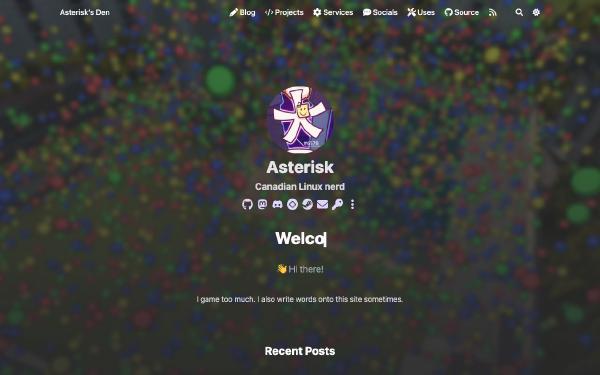 Asterisk's Den
Blog Projects Services Socials Uses Source
Asterisk
Canadian Linux nerd
Welco
👋 Hi there!
I game too much. I also write words onto this site sometimes.
Recent Posts